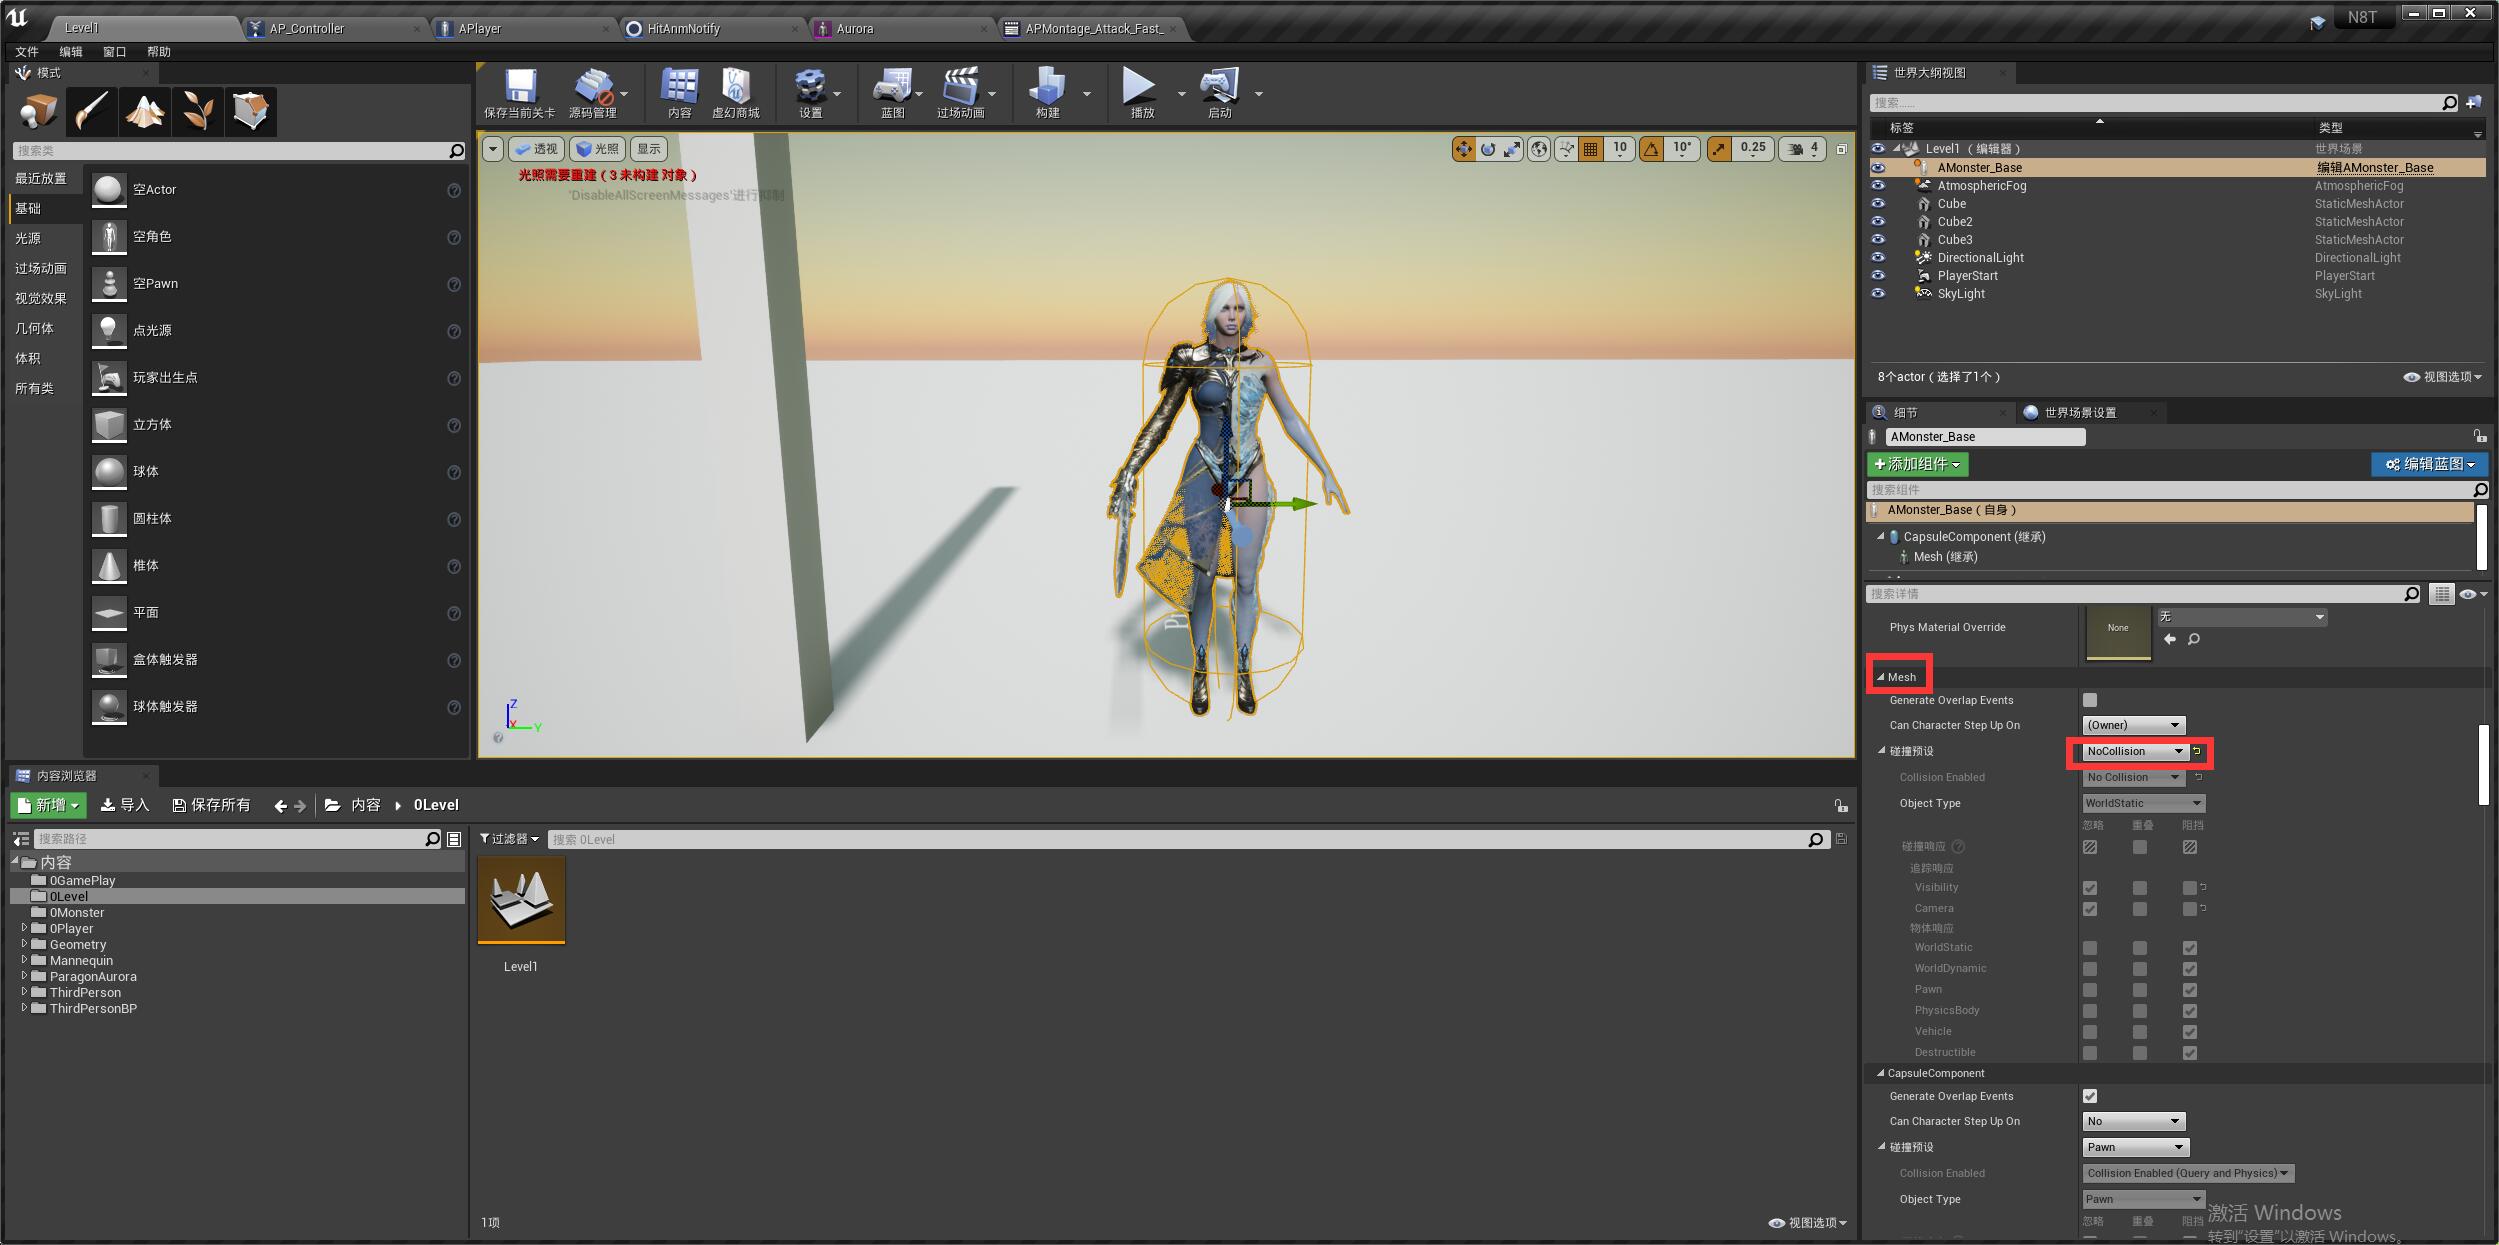 Level1
AP_Controller
APlayer
HitAnmNotify
Aurora
APMontage_Attack_Fast_
N8T
文件 编辑 窗口 帮助
模式
搜索类
最近放置
基础
光源
过场动画
视觉效果
几何体
体积
所有类
空Actor
空角色
空Pawn
点光源
玩家出生点
立方体
球体
圆柱体
椎体
平面
盒体触发器
球体触发器
保存当前关卡
源码管理
内容
虚幻商城
设置
蓝图
过场动画
构建
播放
启动
透视
光照
显示
10
10°
0.25
4
光照需要重建（3 未构建 对象）
'DisableAllScreenMessages'进行抑制
Z
X
Y
世界大纲视图
搜索......
标签 类型
Level1 （编辑器） 世界场景
AMonster_Base 编辑AMonster_Base
AtmosphericFog AtmosphericFog
Cube StaticMeshActor
Cube2 StaticMeshActor
Cube3 StaticMeshActor
DirectionalLight DirectionalLight
PlayerStart PlayerStart
SkyLight SkyLight
8个actor（选择了1个）
视图选项
细节
世界场景设置
AMonster_Base
添加组件
编辑蓝图
搜索组件
AMonster_Base（自身）
CapsuleComponent (继承)
Mesh (继承)
搜索详情
Phys Material Override None 无
Mesh
Generate Overlap Events
Can Character Step Up On (Owner)
碰撞预设 NoCollision
Collision Enabled No Collision
Object Type WorldStatic
忽略 重叠 阻挡
碰撞响应
追踪响应
Visibility
Camera
物体响应
WorldStatic
WorldDynamic
Pawn
PhysicsBody
Vehicle
Destructible
CapsuleComponent
Generate Overlap Events
Can Character Step Up On No
碰撞预设 Pawn
Collision Enabled Collision Enabled (Query and Physics)
Object Type Pawn
忽略 重叠 阻挡
激活 Windows
转到"设置"以激活 Windows。
内容浏览器
新增
导入
保存所有
内容
0Level
搜索路径
过滤器
搜索 0Level
内容
0GamePlay
0Level
0Monster
0Player
Geometry
Mannequin
ParagonAurora
ThirdPerson
ThirdPersonBP
Level1
1项
视图选项